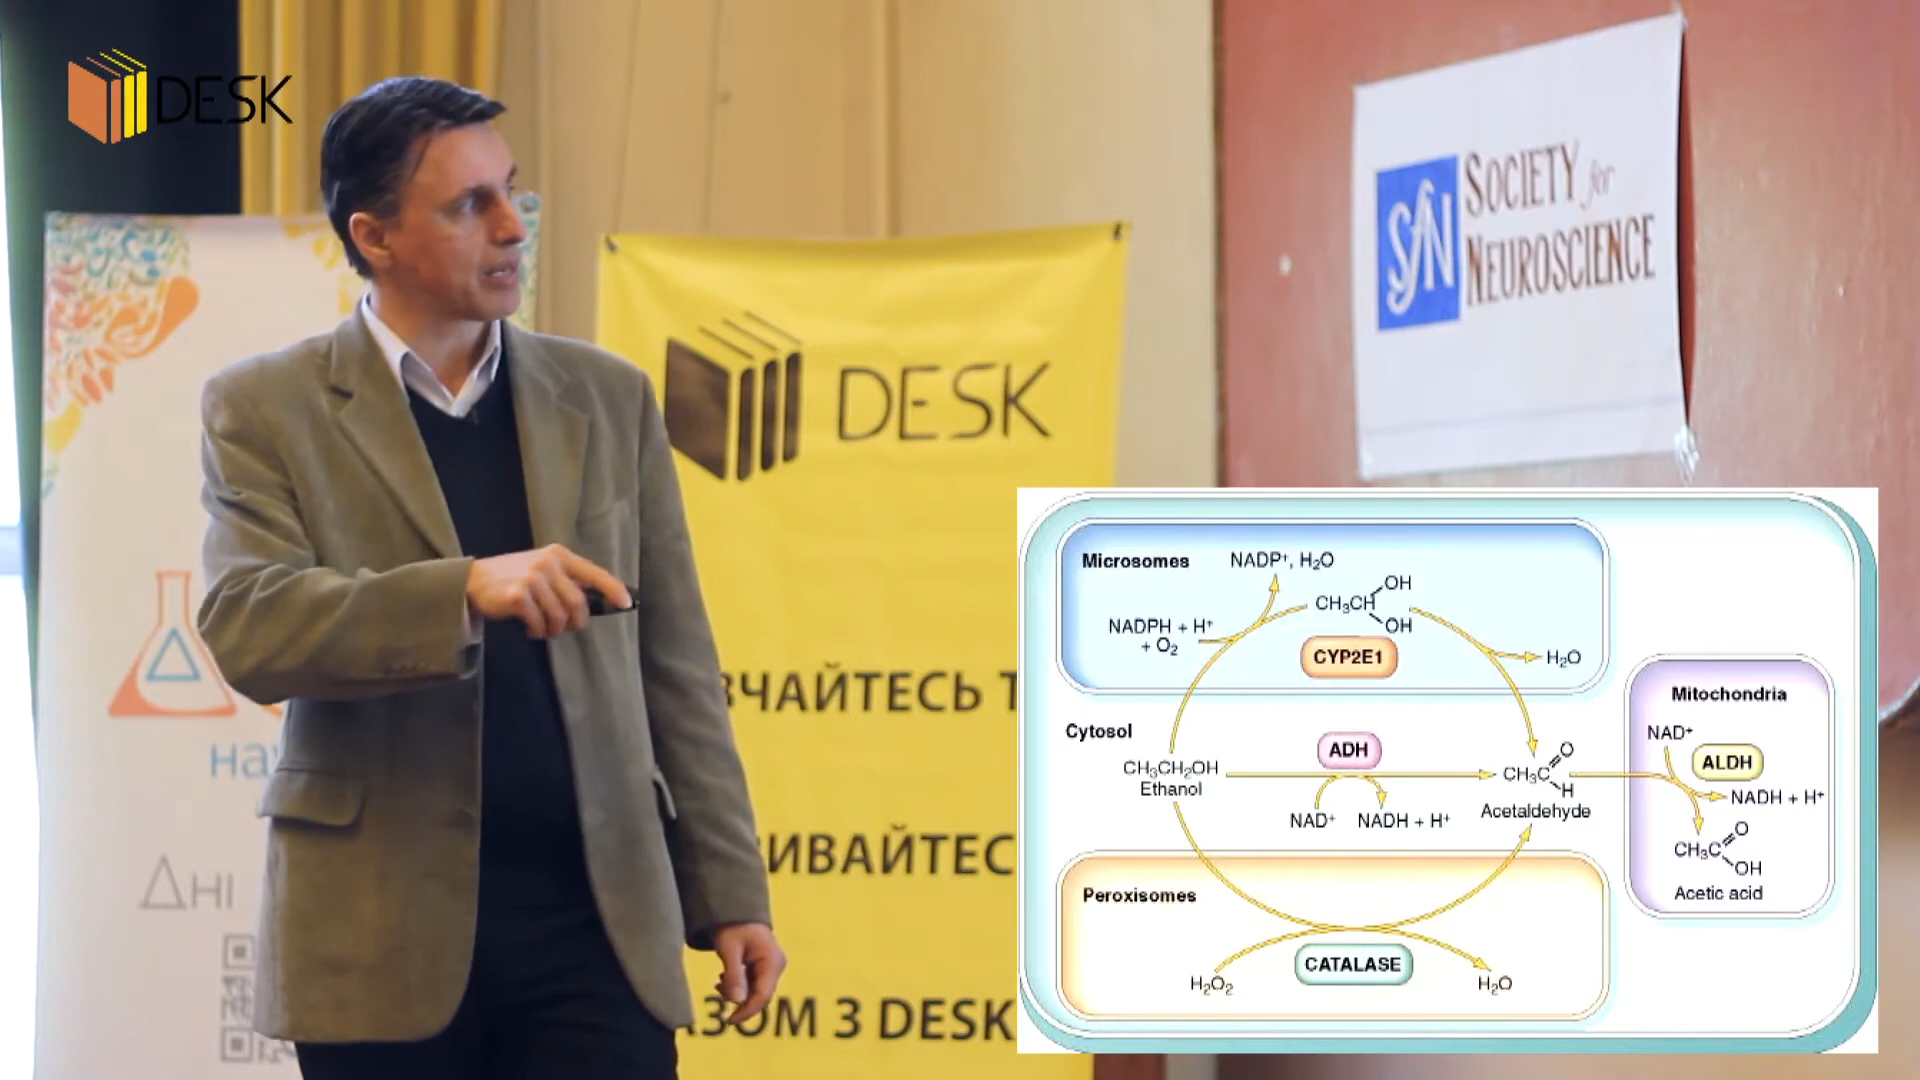 DESK
DESK
ВЧАЙТЕСЬ Т
ИВАЙТЕС
АЗОМ З DESK
на
ДНІ
SfN
SOCIETY for
NEUROSCIENCE
Microsomes
NADP⁺, H₂O
OH
CH₃CH
OH
NADPH + H⁺
+ O₂
CYP2E1
H₂O
Cytosol
ADH
CH₃CH₂OH
Ethanol
NAD⁺
NADH + H⁺
O
CH₃C
H
Acetaldehyde
Mitochondria
NAD⁺
ALDH
NADH + H⁺
O
CH₃C
OH
Acetic acid
Peroxisomes
CATALASE
H₂O₂
H₂O